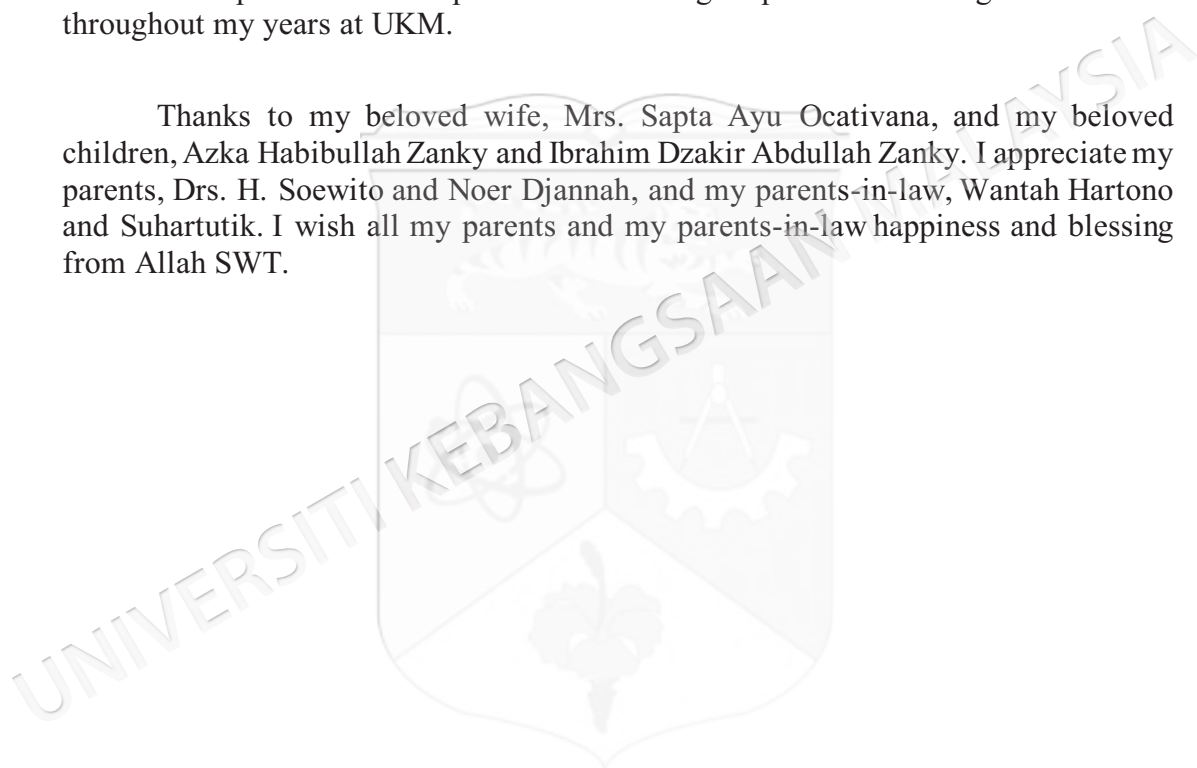 throughout my years at UKM.
Thanks to my beloved wife, Mrs. Sapta Ayu Ocativana, and my beloved
children, Azka Habibullah Zanky and Ibrahim Dzakir Abdullah Zanky. I appreciate my
parents, Drs. H. Soewito and Noer Djannah, and my parents-in-law, Wantah Hartono
and Suhartutik. I wish all my parents and my parents-in-law happiness and blessing
from Allah SWT.
UNIVERSITI KEBANGSAAN MALAYSIA